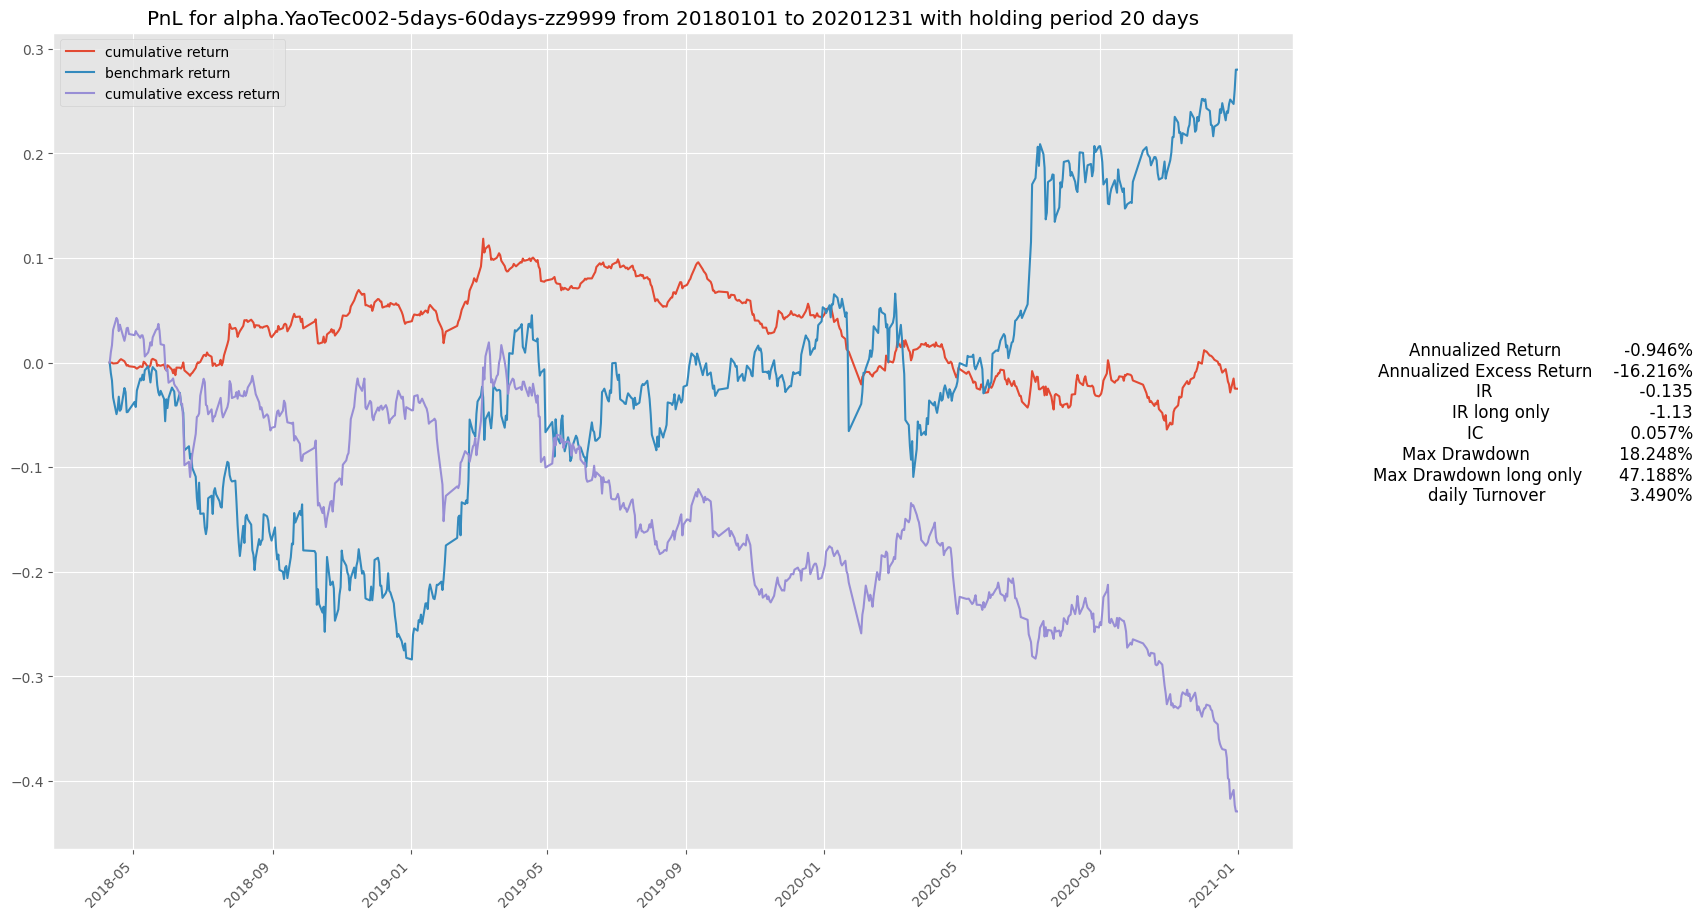 PnL for alpha.YaoTec002-5days-60days-zz9999 from 20180101 to 20201231 with holding period 20 days
cumulative return
benchmark return
cumulative excess return
0.3
0.2
0.1
0.0
−0.1
−0.2
−0.3
−0.4
2018-05
2018-09
2019-01
2019-05
2019-09
2020-01
2020-05
2020-09
2021-01
Annualized Return -0.946%
Annualized Excess Return -16.216%
IR -0.135
IR long only -1.13
IC 0.057%
Max Drawdown 18.248%
Max Drawdown long only 47.188%
daily Turnover 3.490%